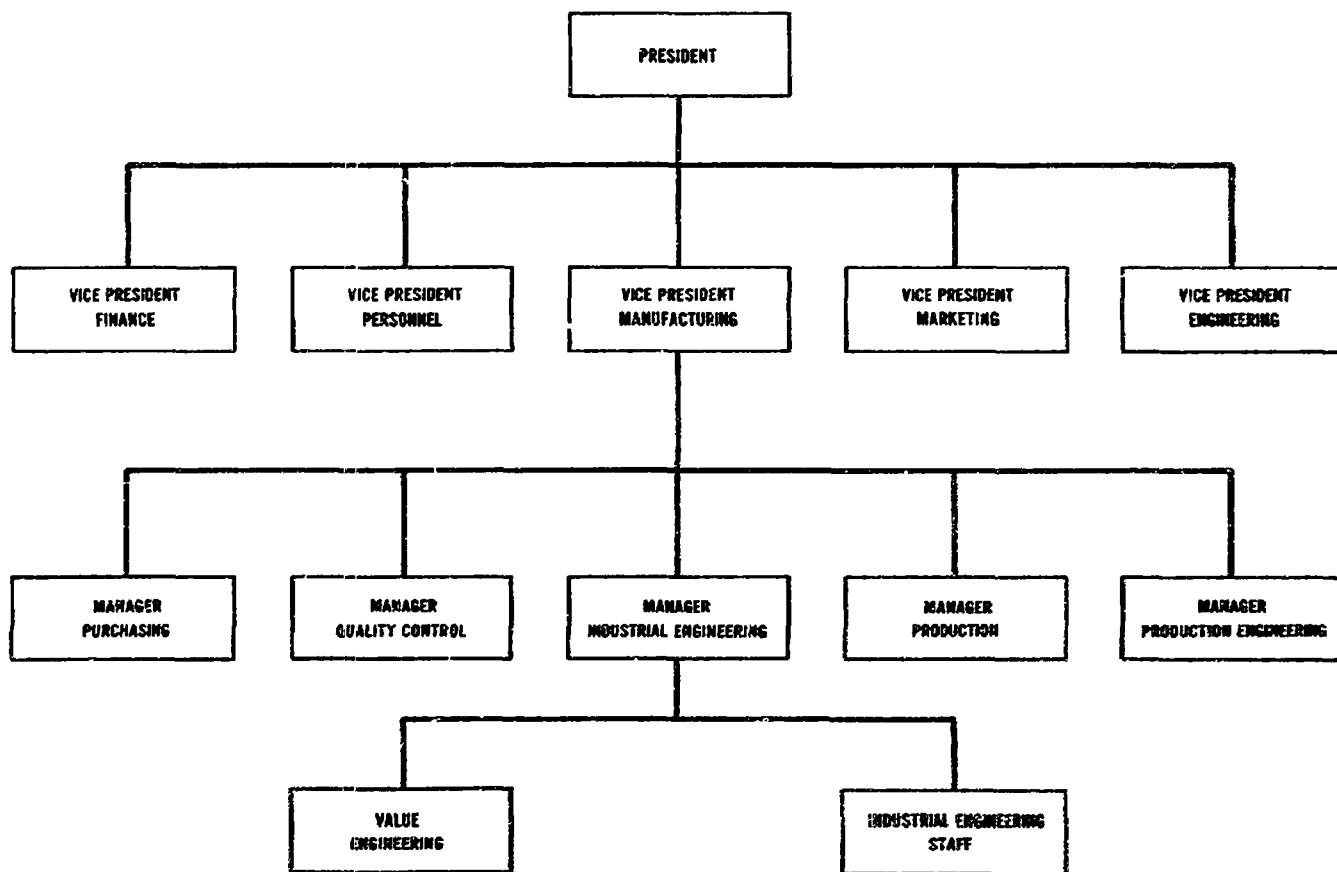 PRESIDENT
VICE PRESIDENT
FINANCE
VICE PRESIDENT
PERSONNEL
VICE PRESIDENT
MANUFACTURING
VICE PRESIDENT
MARKETING
VICE PRESIDENT
ENGINEERING
MANAGER
PURCHASING
MANAGER
QUALITY CONTROL
MANAGER
INDUSTRIAL ENGINEERING
MANAGER
PRODUCTION
MANAGER
PRODUCTION ENGINEERING
VALUE
ENGINEERING
INDUSTRIAL ENGINEERING
STAFF